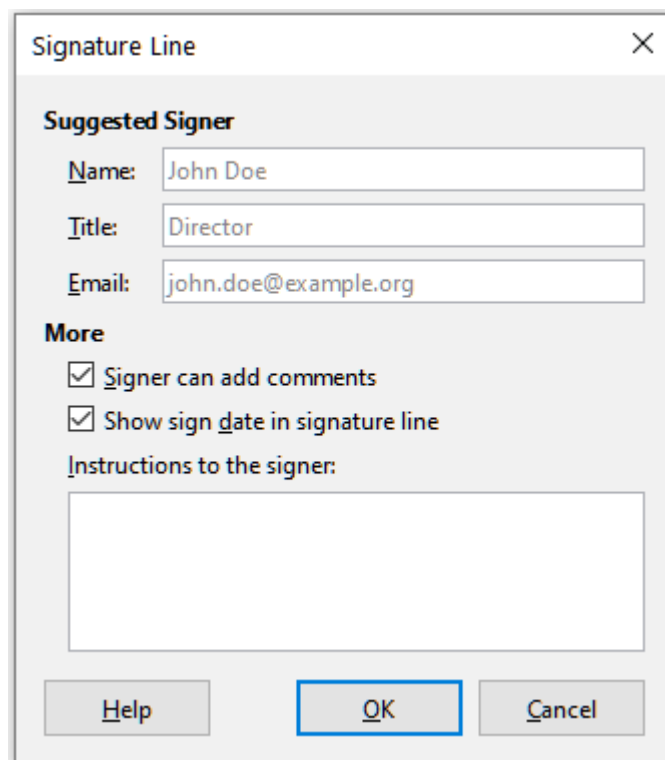 Signature Line
Suggested Signer
Name: John Doe
Title: Director
Email: john.doe@example.org
More
Signer can add comments
Show sign date in signature line
Instructions to the signer:
Help OK Cancel